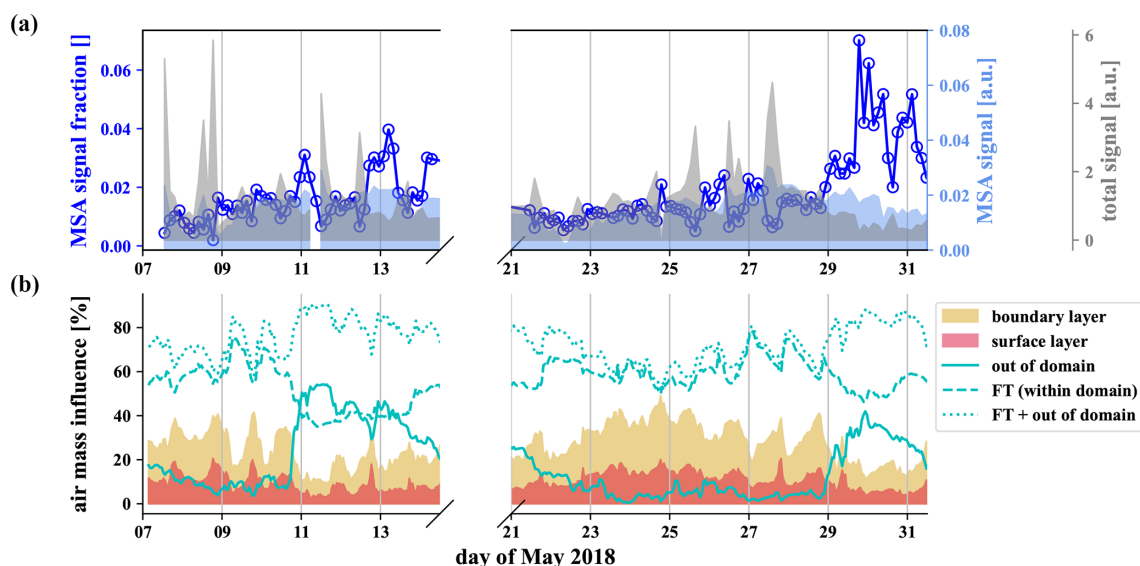 (a)
MSA signal fraction []
0.06
0.04
0.02
0.00
07 09 11 13
21 23 25 27 29 31
0.08
0.06
0.04
0.02
0.00
MSA signal [a.u.]
6
4
2
0
total signal [a.u.]
(b)
air mass influence [%]
80
60
40
20
0
07 09 11 13
21 23 25 27 29 31
day of May 2018
boundary layer
surface layer
out of domain
FT (within domain)
FT + out of domain